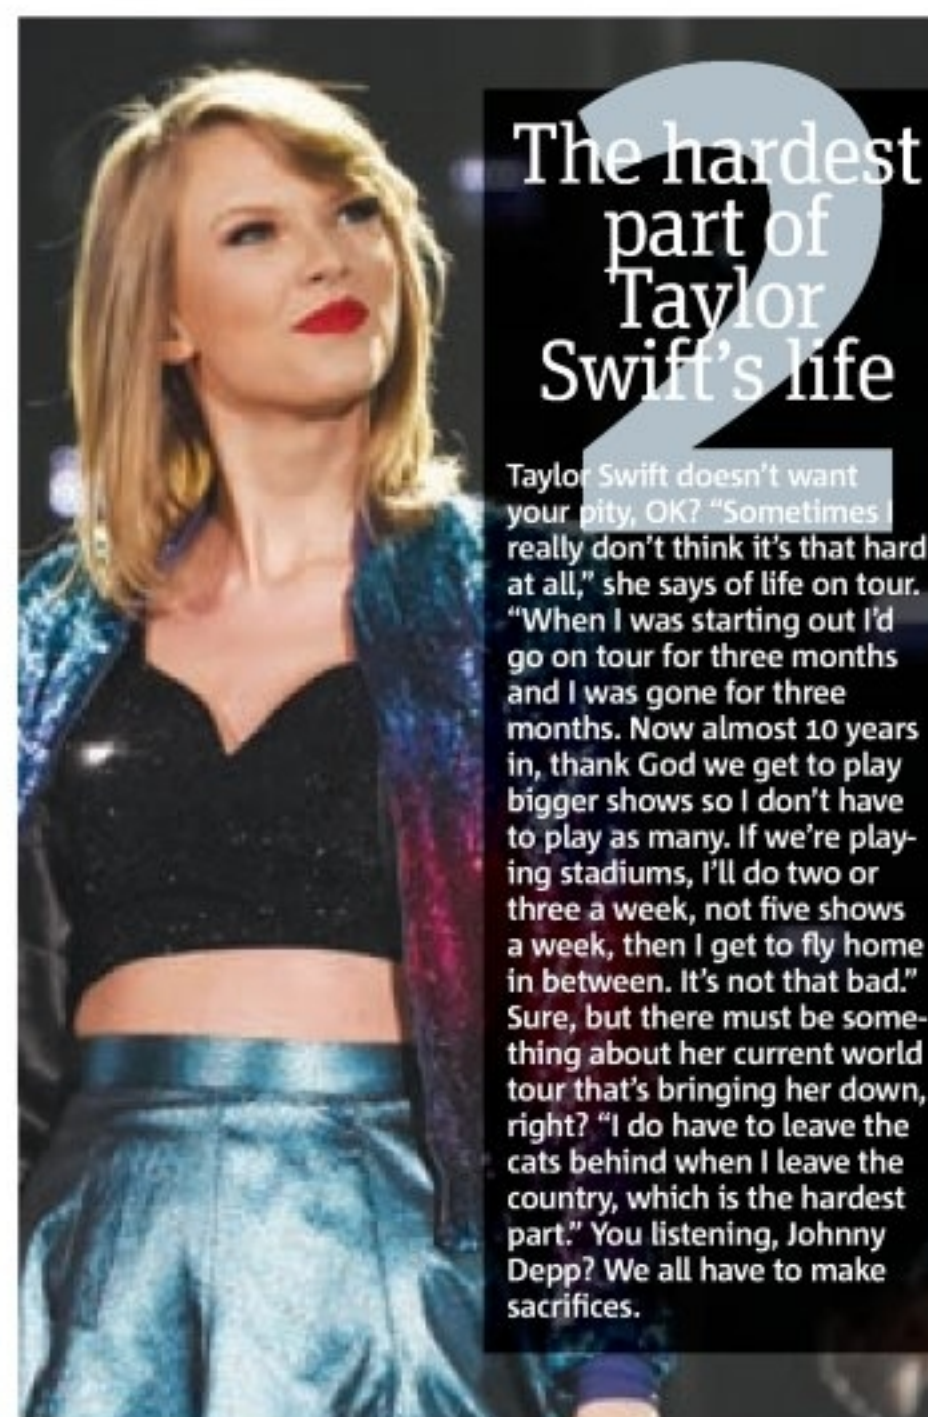 2
The hardest
part of
Taylor
Swift's life
Taylor Swift doesn't want
your pity, OK? “Sometimes I
really don't think it's that hard
at all,” she says of life on tour.
“When I was starting out I'd
go on tour for three months
and I was gone for three
months. Now almost 10 years
in, thank God we get to play
bigger shows so I don't have
to play as many. If we're play-
ing stadiums, I'll do two or
three a week, not five shows
a week, then I get to fly home
in between. It's not that bad.”
Sure, but there must be some-
thing about her current world
tour that's bringing her down,
right? “I do have to leave the
cats behind when I leave the
country, which is the hardest
part.” You listening, Johnny
Depp? We all have to make
sacrifices.